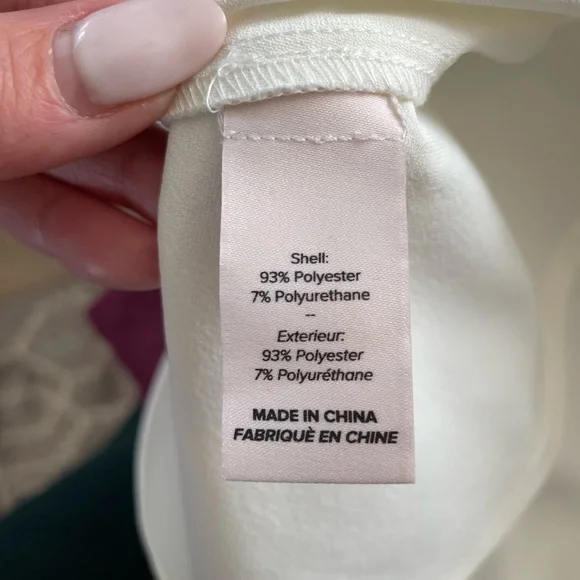 Shell:
93% Polyester
7% Polyurethane
--
Exterieur:
93% Polyester
7% Polyuréthane
MADE IN CHINA
FABRIQUÈ EN CHINE